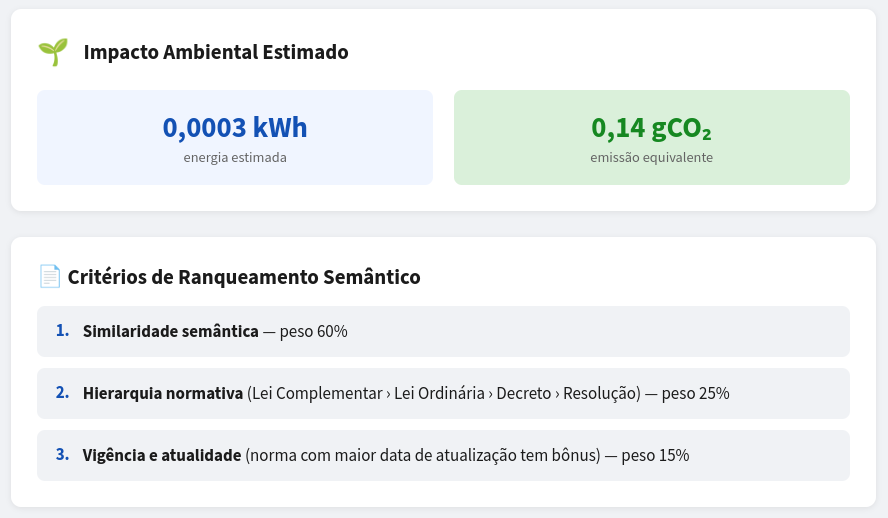 Impacto Ambiental Estimado
0,0003 kWh
energia estimada
0,14 gCO₂
emissão equivalente
Critérios de Ranqueamento Semântico
1. Similaridade semântica — peso 60%
2. Hierarquia normativa (Lei Complementar › Lei Ordinária › Decreto › Resolução) — peso 25%
3. Vigência e atualidade (norma com maior data de atualização tem bônus) — peso 15%